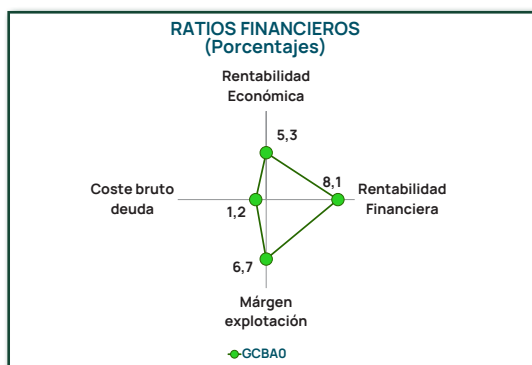 RATIOS FINANCIEROS
(Porcentajes)
Rentabilidad
Económica
5,3
8,1
Rentabilidad
Financiera
Coste bruto
deuda
1,2
6,7
Márgen
explotación
GCBA0